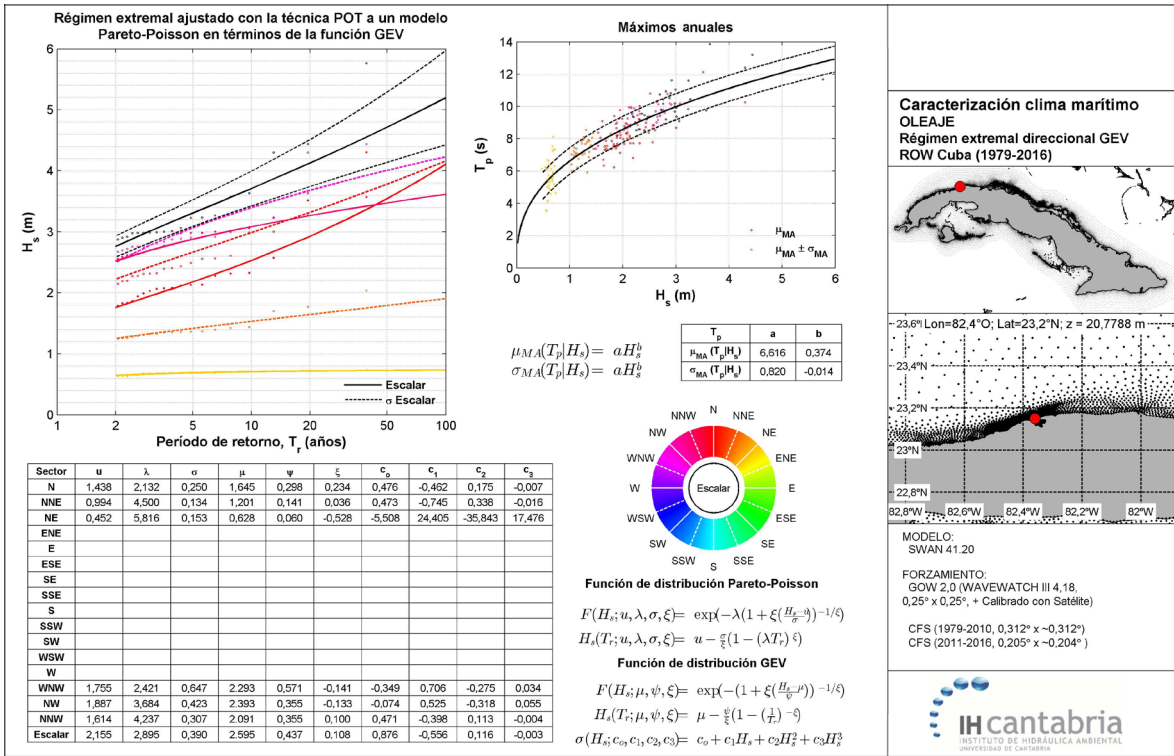 Régimen extremal ajustado con la técnica POT a un modelo
Pareto-Poisson en términos de la función GEV
6
5
4
3
2
1
0
H_s (m)
1
2
5
10
20
50
100
Período de retorno, T_r (años)
Escalar
σ Escalar
Máximos anuales
14
12
10
8
6
4
2
0
T_p (s)
0
1
2
3
4
5
6
H_s (m)
μ_MA
μ_MA ± σ_MA
μ_MA(T_p|H_s) = aH_s^b
σ_MA(T_p|H_s) = aH_s^b
T_p a b
μ_MA (T_p|H_s) 6,616 0,374
σ_MA (T_p|H_s) 0,820 -0,014
N
NNE
NE
ENE
E
ESE
SE
SSE
S
SSW
SW
WSW
W
WNW
NW
NNW
Escalar
Sector u λ σ μ ψ ξ c_o c_1 c_2 c_3
N 1,438 2,132 0,250 1,645 0,298 0,234 0,476 -0,462 0,175 -0,007
NNE 0,994 4,500 0,134 1,201 0,141 0,036 0,473 -0,745 0,338 -0,016
NE 0,452 5,816 0,153 0,628 0,060 -0,528 -5,508 24,405 -35,843 17,476
ENE
E
ESE
SE
SSE
S
SSW
SW
WSW
W
WNW 1,755 2,421 0,647 2.293 0,571 -0,141 -0,349 0,706 -0,275 0,034
NW 1,887 3,684 0,423 2.393 0,355 -0,133 -0,074 0,525 -0,318 0,055
NNW 1,614 4,237 0,307 2.091 0,355 0,100 0,471 -0,398 0,113 -0,004
Escalar 2,155 2,895 0,390 2.595 0,437 0,108 0,876 -0,556 0,116 -0,003
Función de distribución Pareto-Poisson
F(H_s; u, λ, σ, ξ) = exp(-λ(1 + ξ(\frac{H_s-u}{σ}))^{-1/ξ})
H_s(T_r; u, λ, σ, ξ) = u - \frac{σ}{ξ}(1 - (λT_r)^ξ)
Función de distribución GEV
F(H_s; μ, ψ, ξ) = exp(-(1 + ξ(\frac{H_s-μ}{ψ}))^{-1/ξ})
H_s(T_r; μ, ψ, ξ) = μ - \frac{ψ}{ξ}(1 - (\frac{1}{T_r})^{-ξ})
σ(H_s; c_o, c_1, c_2, c_3) = c_o + c_1H_s + c_2H_s^2 + c_3H_s^3
Caracterización clima marítimo
OLEAJE
Régimen extremal direccional GEV
ROW Cuba (1979-2016)
Lon=82,4°O; Lat=23,2°N; z = 20,7788 m
23,6°
23,4°N
23,2°N
23°N
22,8°N
82,8°W
82,6°W
82,4°W
82,2°W
82°W
MODELO:
SWAN 41.20
FORZAMIENTO:
GOW 2,0 (WAVEWATCH III 4,18,
0,25° x 0,25°, + Calibrado con Satélite)
CFS (1979-2010, 0,312° x ~0,312°)
CFS (2011-2016, 0,205° x ~0,204° )
IHcantabria
INSTITUTO DE HIDRÁULICA AMBIENTAL
UNIVERSIDAD DE CANTABRIA